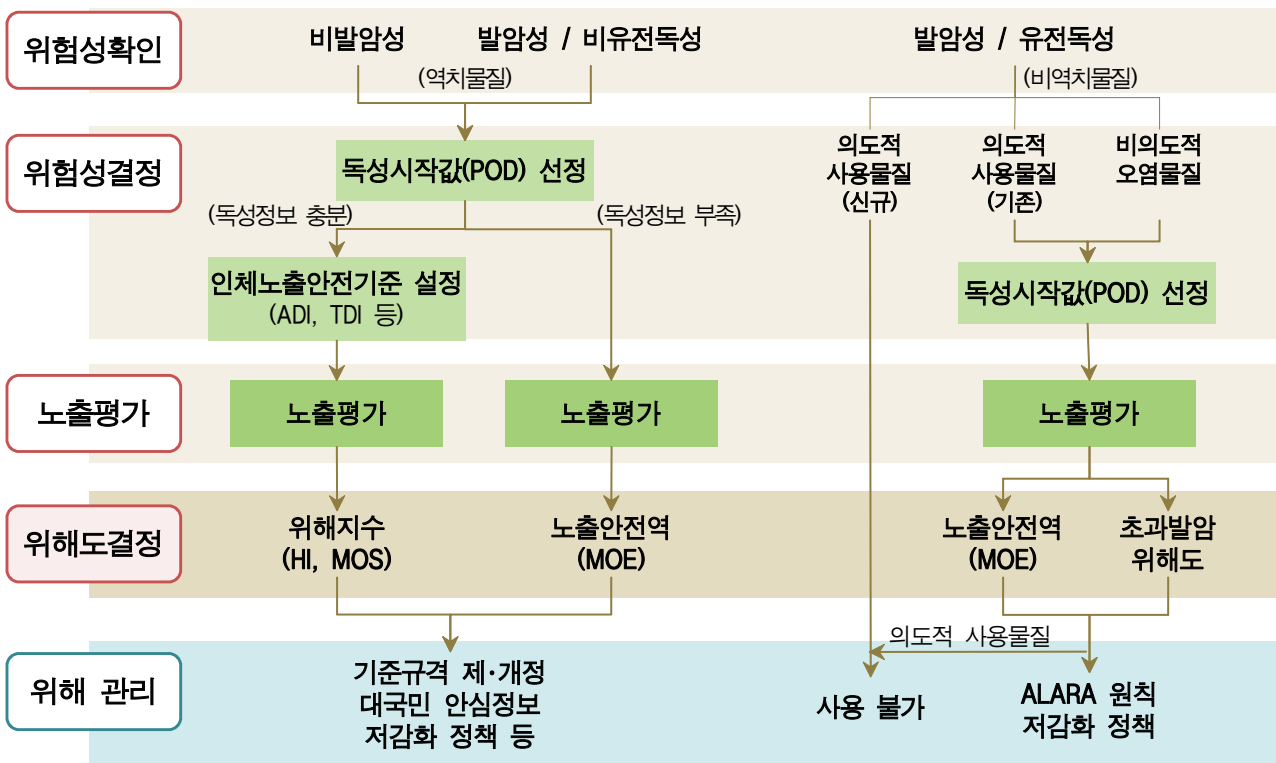 위험성확인
비발암성
발암성 / 비유전독성
(역치물질)
발암성 / 유전독성
(비역치물질)
위험성결정
독성시작값(POD) 선정
(독성정보 충분)
(독성정보 부족)
인체노출안전기준 설정
(ADI, TDI 등)
의도적
사용물질
(신규)
의도적
사용물질
(기존)
비의도적
오염물질
독성시작값(POD) 선정
노출평가
노출평가
노출평가
노출평가
위해도결정
위해지수
(HI, MOS)
노출안전역
(MOE)
노출안전역
(MOE)
초과발암
위해도
위해 관리
기준규격 제·개정
대국민 안심정보
저감화 정책 등
의도적 사용물질
사용 불가
ALARA 원칙
저감화 정책